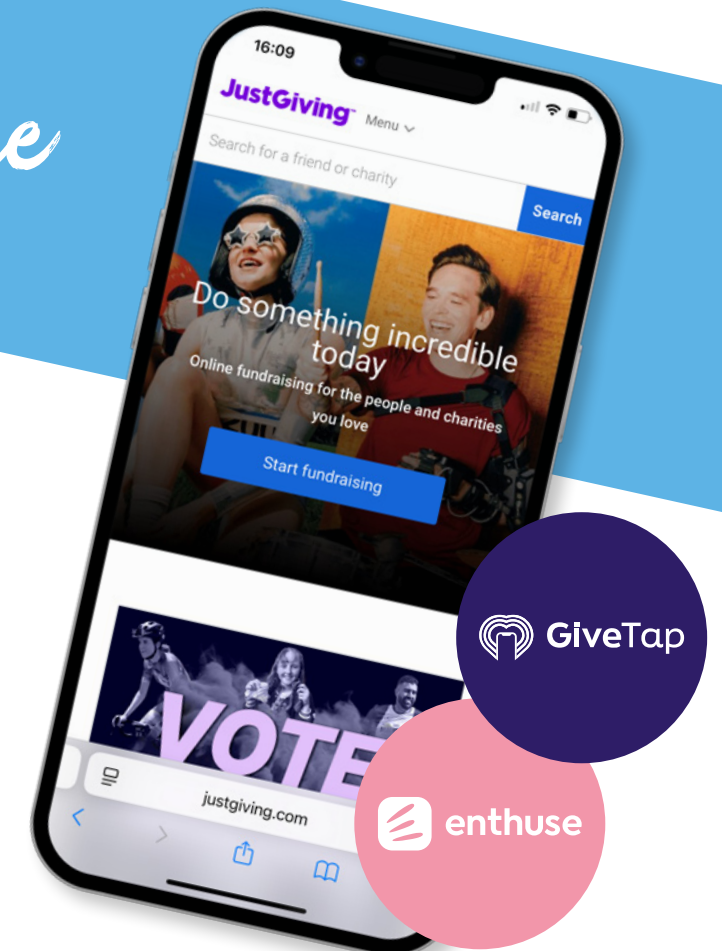 e
16:09
JustGiving™
Menu
Search for a friend or charity
Search
Do something incredible
today
Online fundraising for the people and charities
you love
Start fundraising
VOTE
justgiving.com
GiveTap
enthuse